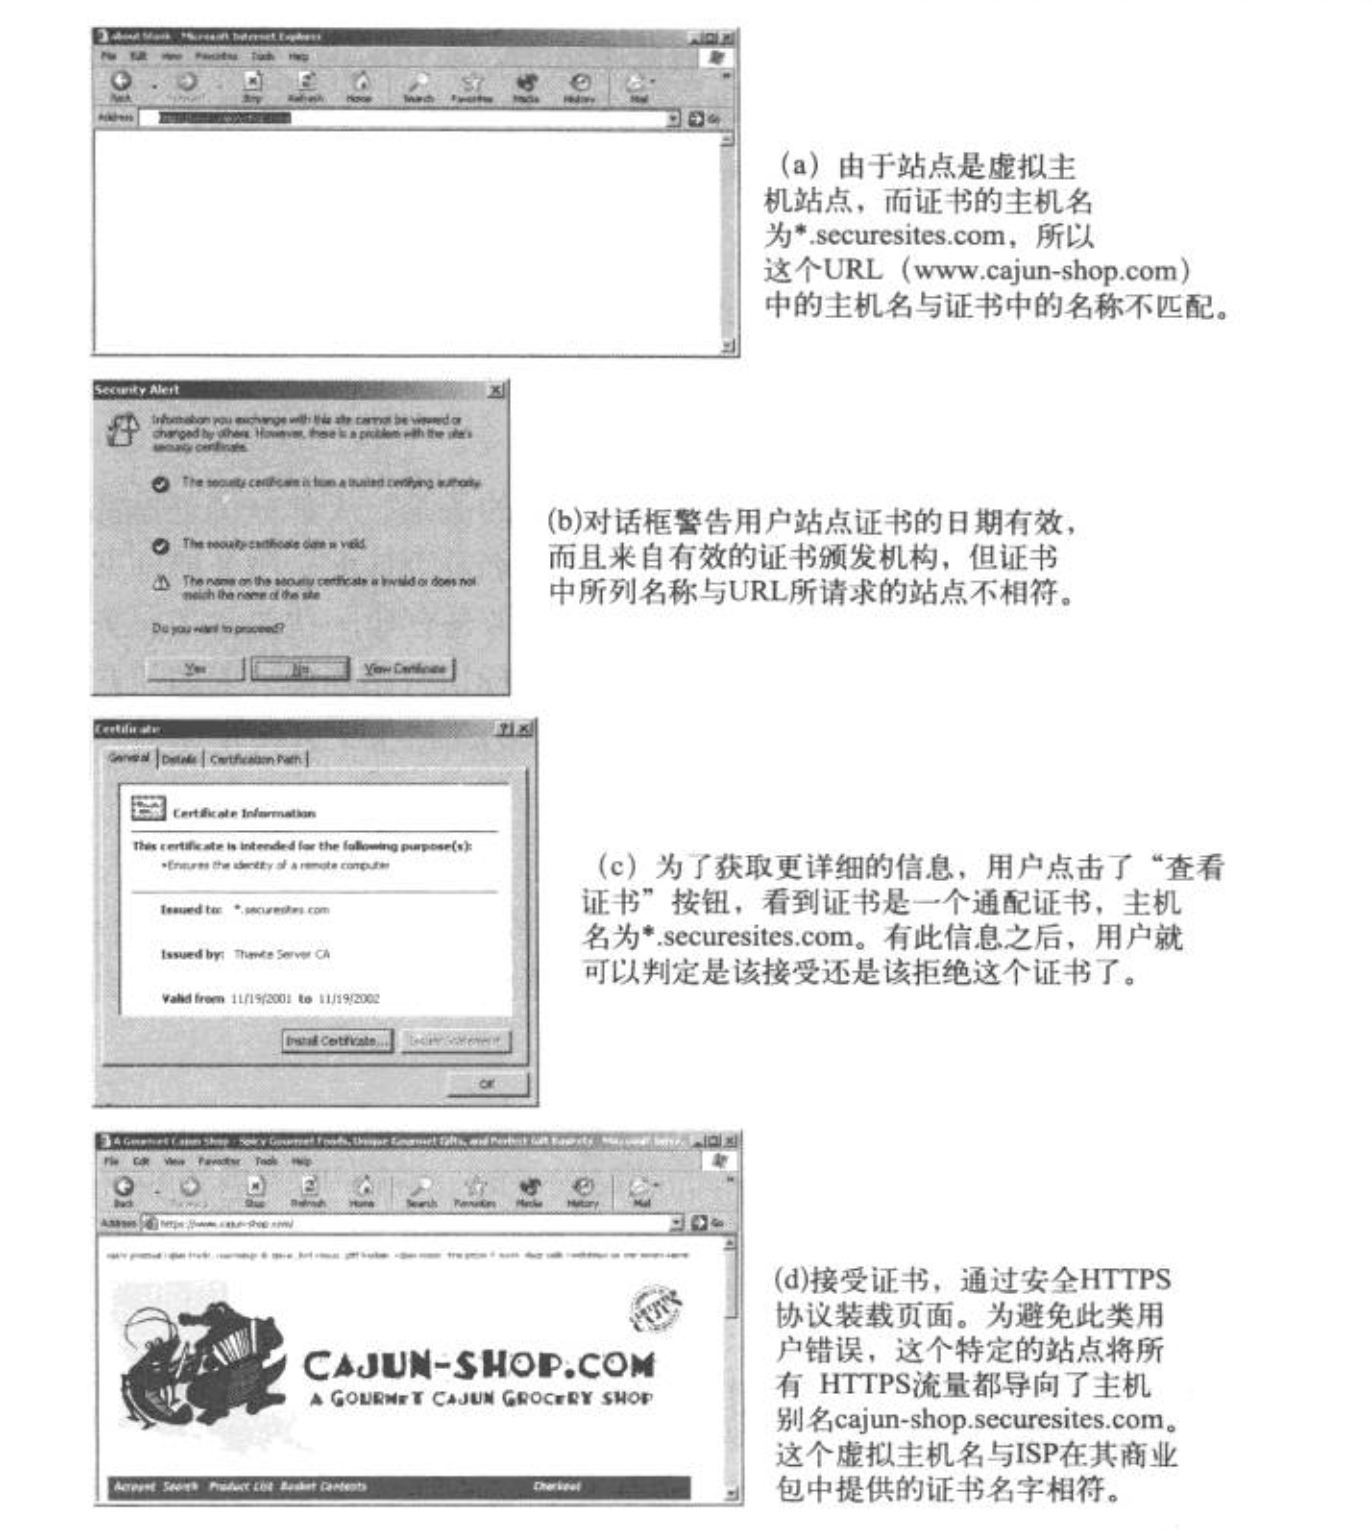 about:blank - Microsoft Internet Explorer
File Edit View Favorites Tools Help
Back Forward Stop Refresh Home Search Favorites Media History Mail
Address Go
(a) 由于站点是虚拟主
机站点，而证书的主机名
为*.securesites.com，所以
这个URL（www.cajun-shop.com）
中的主机名与证书中的名称不匹配。
Security Alert
Information you exchange with this site cannot be viewed or
changed by others. However, there is a problem with the site's
security certificate.
The security certificate is from a trusted certifying authority.
The security certificate date is valid.
The name on the security certificate is invalid or does not
match the name of the site
Do you want to proceed?
Yes No View Certificate
(b)对话框警告用户站点证书的日期有效，
而且来自有效的证书颁发机构，但证书
中所列名称与URL所请求的站点不相符。
Certificate
General Details Certification Path
Certificate Information
This certificate is intended for the following purpose(s):
•Ensures the identity of a remote computer
Issued to: *.securesites.com
Issued by: Thawte Server CA
Valid from 11/19/2001 to 11/19/2002
Install Certificate... Issuer Statement
OK
(c) 为了获取更详细的信息，用户点击了“查看
证书”按钮，看到证书是一个通配证书，主机
名为*.securesites.com。有此信息之后，用户就
可以判定是该接受还是该拒绝这个证书了。
A Gourmet Cajun Shop - Spicy Gourmet Foods, Unique Gourmet Gifts, and Perfect Gift Baskets - Microsoft
File Edit View Favorites Tools Help
Back Stop Refresh Home Search Favorites Media History Mail
Address https://www.cajun-shop.com/ Go
CAJUN-SHOP.COM
A GOURMET CAJUN GROCERY SHOP
Account Search Product List Basket Contents Checkout
(d)接受证书，通过安全HTTPS
协议装载页面。为避免此类用
户错误，这个特定的站点将所
有 HTTPS流量都导向了主机
别名cajun-shop.securesites.com。
这个虚拟主机名与ISP在其商业
包中提供的证书名字相符。